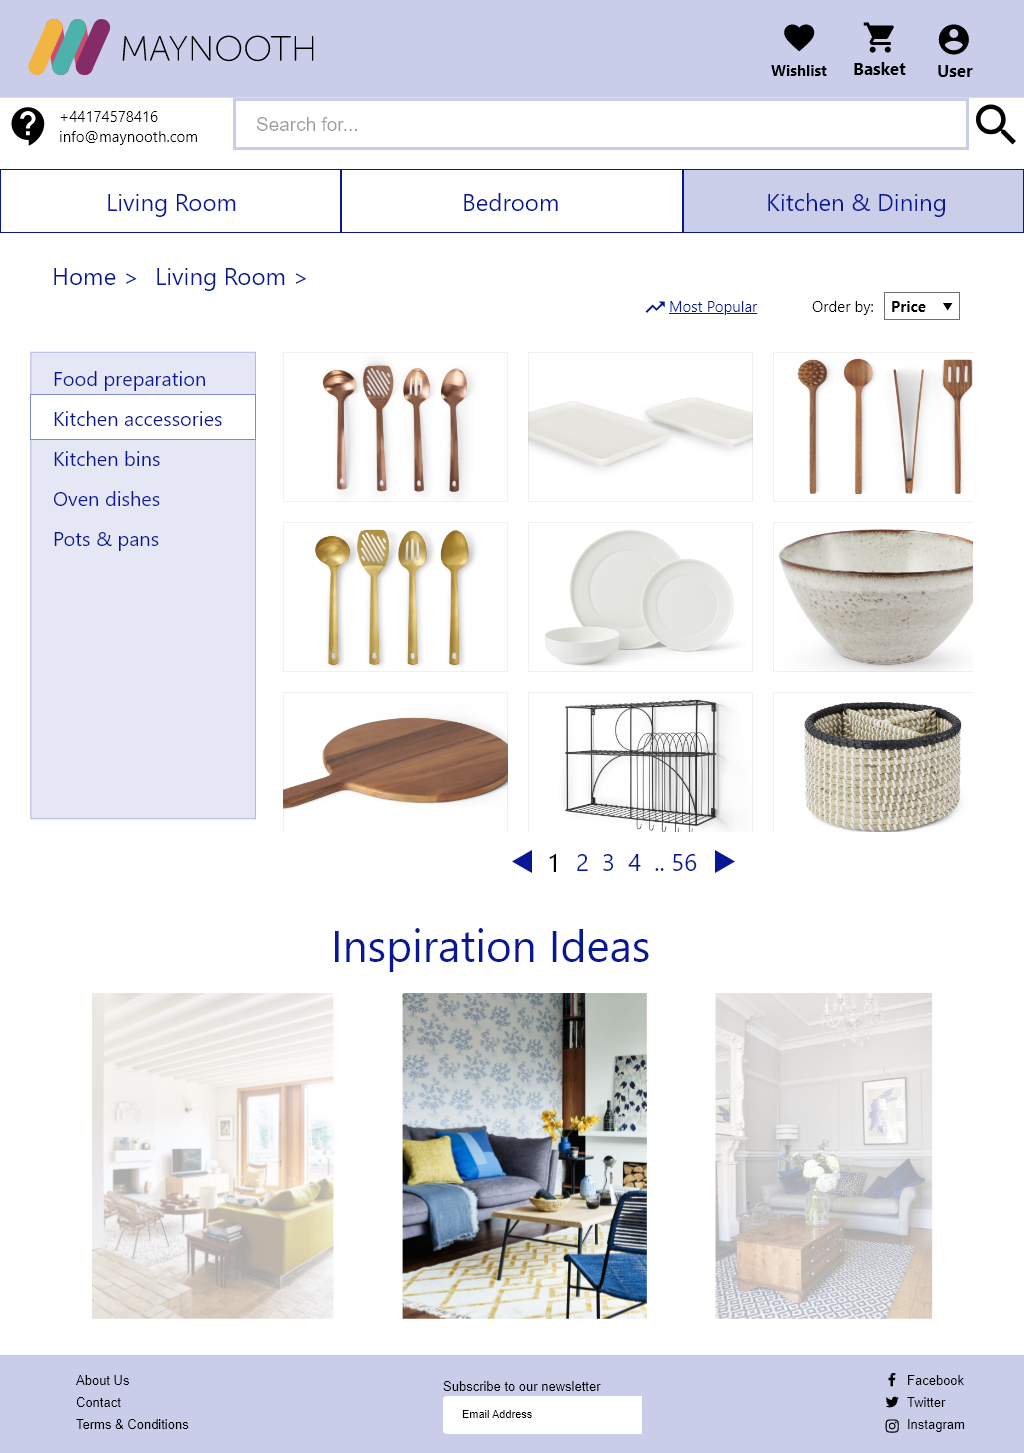 MAYNOOTH
Wishlist
Basket
User
+44174578416
info@maynooth.com
Search for...
Living Room
Bedroom
Kitchen & Dining
Home > Living Room >
Most Popular
Order by:
Price
Food preparation
Kitchen accessories
Kitchen bins
Oven dishes
Pots & pans
1 2 3 4 .. 56
Inspiration Ideas
About Us
Contact
Terms & Conditions
Subscribe to our newsletter
Email Address
Facebook
Twitter
Instagram